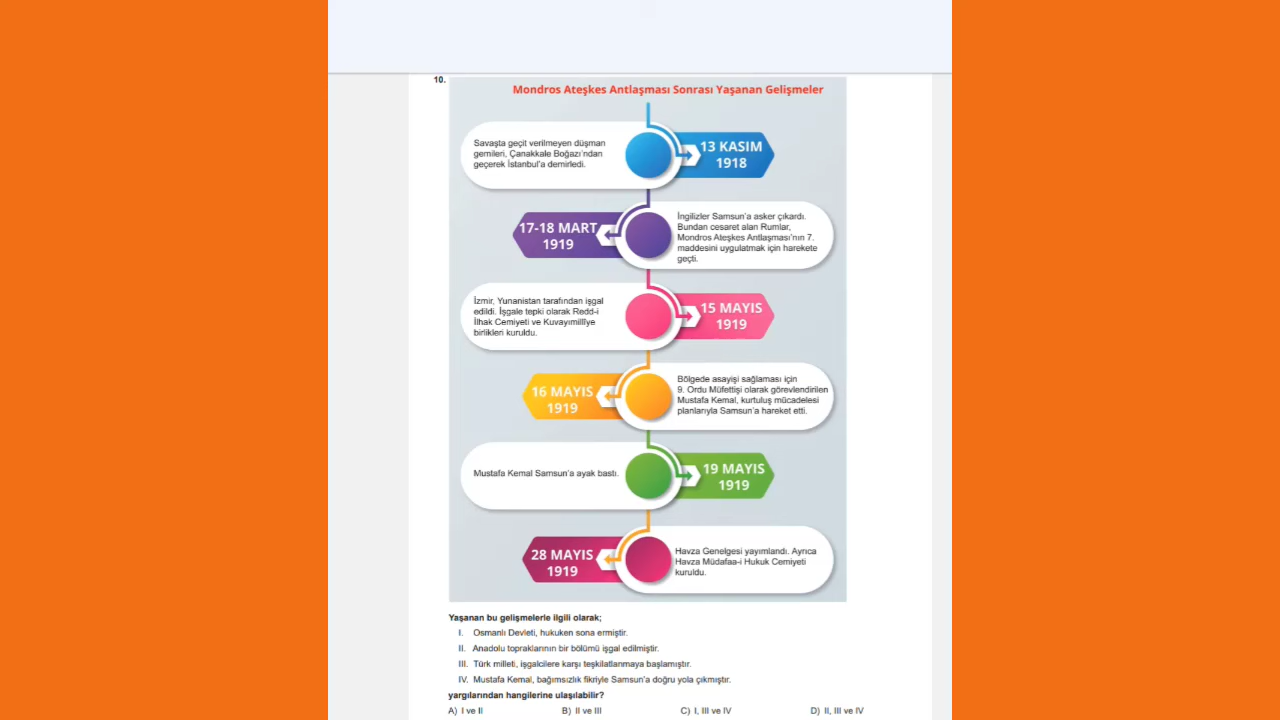 10.
Mondros Ateşkes Antlaşması Sonrası Yaşanan Gelişmeler
Savaşta geçit verilmeyen düşman
gemileri, Çanakkale Boğazı'ndan
geçerek İstanbul'a demirledi.
13 KASIM
1918
17-18 MART
1919
İngilizler Samsun'a asker çıkardı.
Bundan cesaret alan Rumlar,
Mondros Ateşkes Antlaşması'nın 7.
maddesini uygulatmak için harekete
geçti.
İzmir, Yunanistan tarafından işgal
edildi. İşgale tepki olarak Redd-i
İlhak Cemiyeti ve Kuvayımillîye
birlikleri kuruldu.
15 MAYIS
1919
16 MAYIS
1919
Bölgede asayişi sağlaması için
9. Ordu Müfettişi olarak görevlendirilen
Mustafa Kemal, kurtuluş mücadelesi
planlarıyla Samsun'a hareket etti.
Mustafa Kemal Samsun'a ayak bastı.
19 MAYIS
1919
28 MAYIS
1919
Havza Genelgesi yayımlandı. Ayrıca
Havza Müdafaa-i Hukuk Cemiyeti
kuruldu.
Yaşanan bu gelişmelerle ilgili olarak;
I. Osmanlı Devleti, hukuken sona ermiştir.
II. Anadolu topraklarının bir bölümü işgal edilmiştir.
III. Türk milleti, işgalcilere karşı teşkilatlanmaya başlamıştır.
IV. Mustafa Kemal, bağımsızlık fikriyle Samsun'a doğru yola çıkmıştır.
yargılarından hangilerine ulaşılabilir?
A) I ve II B) II ve III C) I, III ve IV D) II, III ve IV